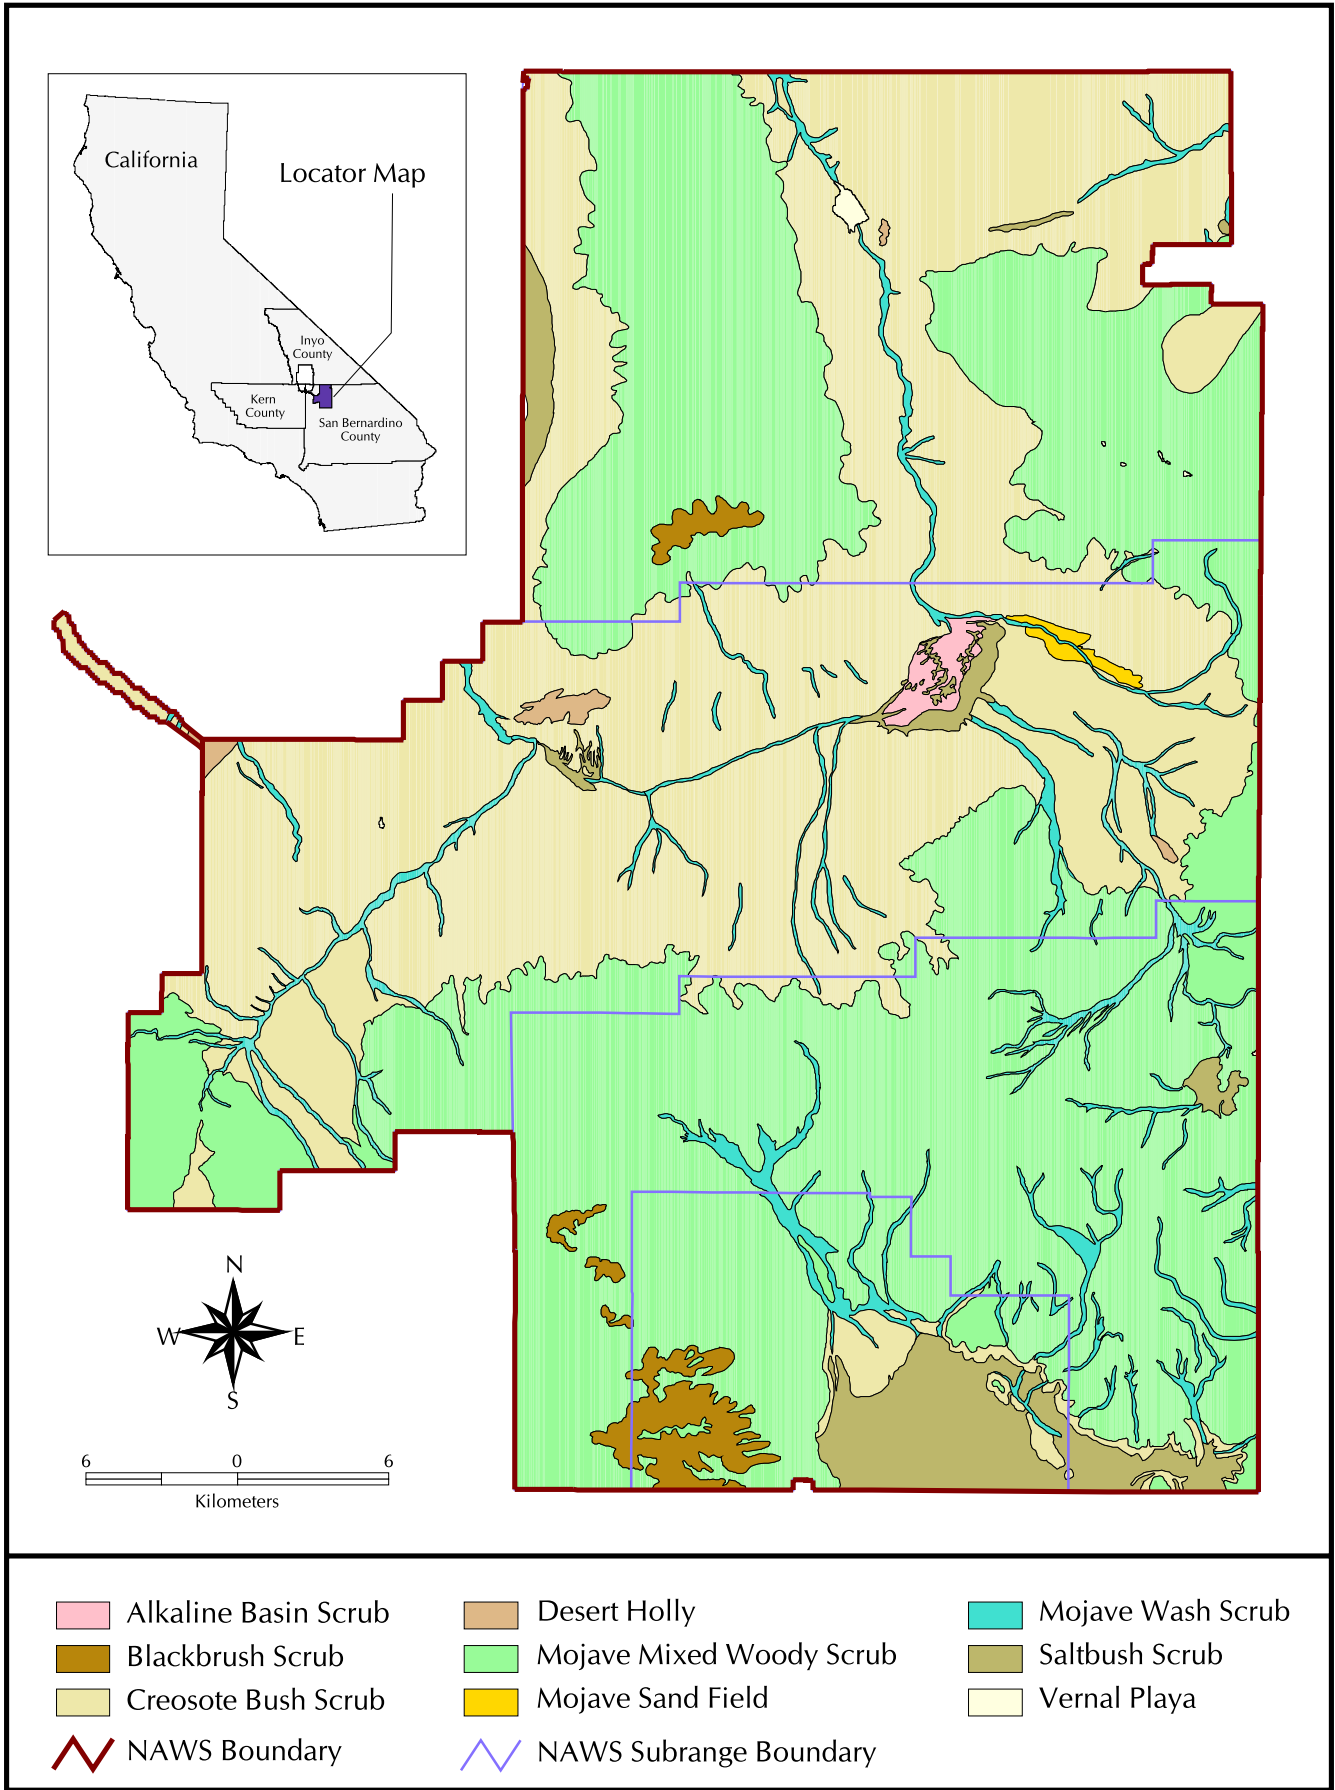 California
Locator Map
Inyo
County
Kern
County
San Bernardino
County
N
W
E
S
6
0
6
Kilometers
Alkaline Basin Scrub
Desert Holly
Mojave Wash Scrub
Blackbrush Scrub
Mojave Mixed Woody Scrub
Saltbush Scrub
Creosote Bush Scrub
Mojave Sand Field
Vernal Playa
NAWS Boundary
NAWS Subrange Boundary